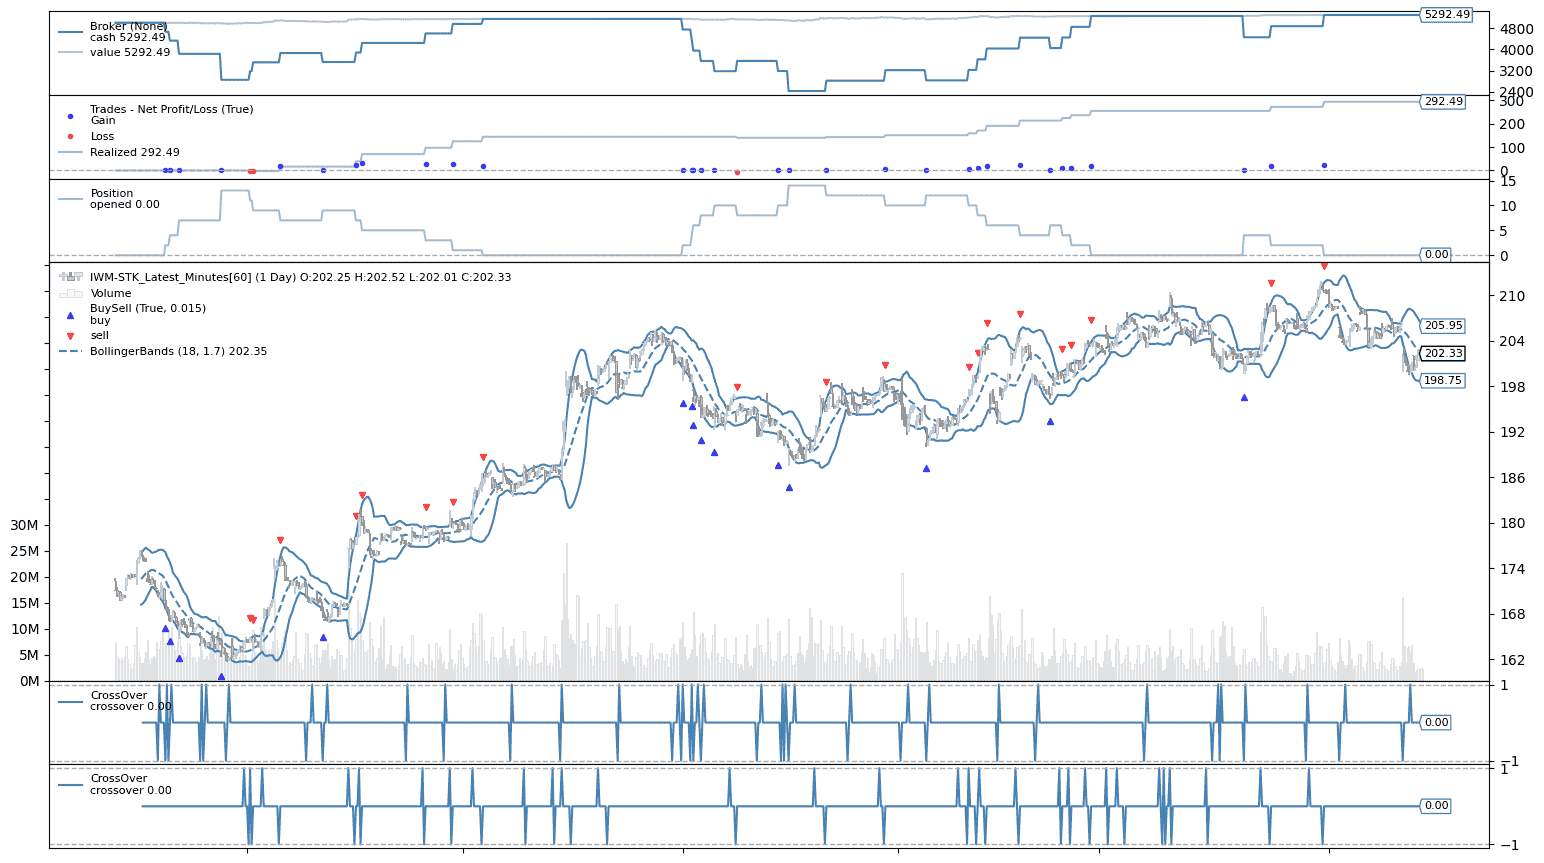 Broker (None)
cash 5292.49
value 5292.49
5292.49
4800
4000
3200
2400
Trades - Net Profit/Loss (True)
Gain
Loss
Realized 292.49
292.49
300
200
100
0
Position
opened 0.00
15
10
5
0
0.00
IWM-STK_Latest_Minutes[60] (1 Day) O:202.25 H:202.52 L:202.01 C:202.33
Volume
BuySell (True, 0.015)
buy
sell
BollingerBands (18, 1.7) 202.35
210
204
198
192
186
180
174
168
162
205.95
202.33
198.75
30M
25M
20M
15M
10M
5M
0M
CrossOver
crossover 0.00
1
0.00
−1
CrossOver
crossover 0.00
1
0.00
−1